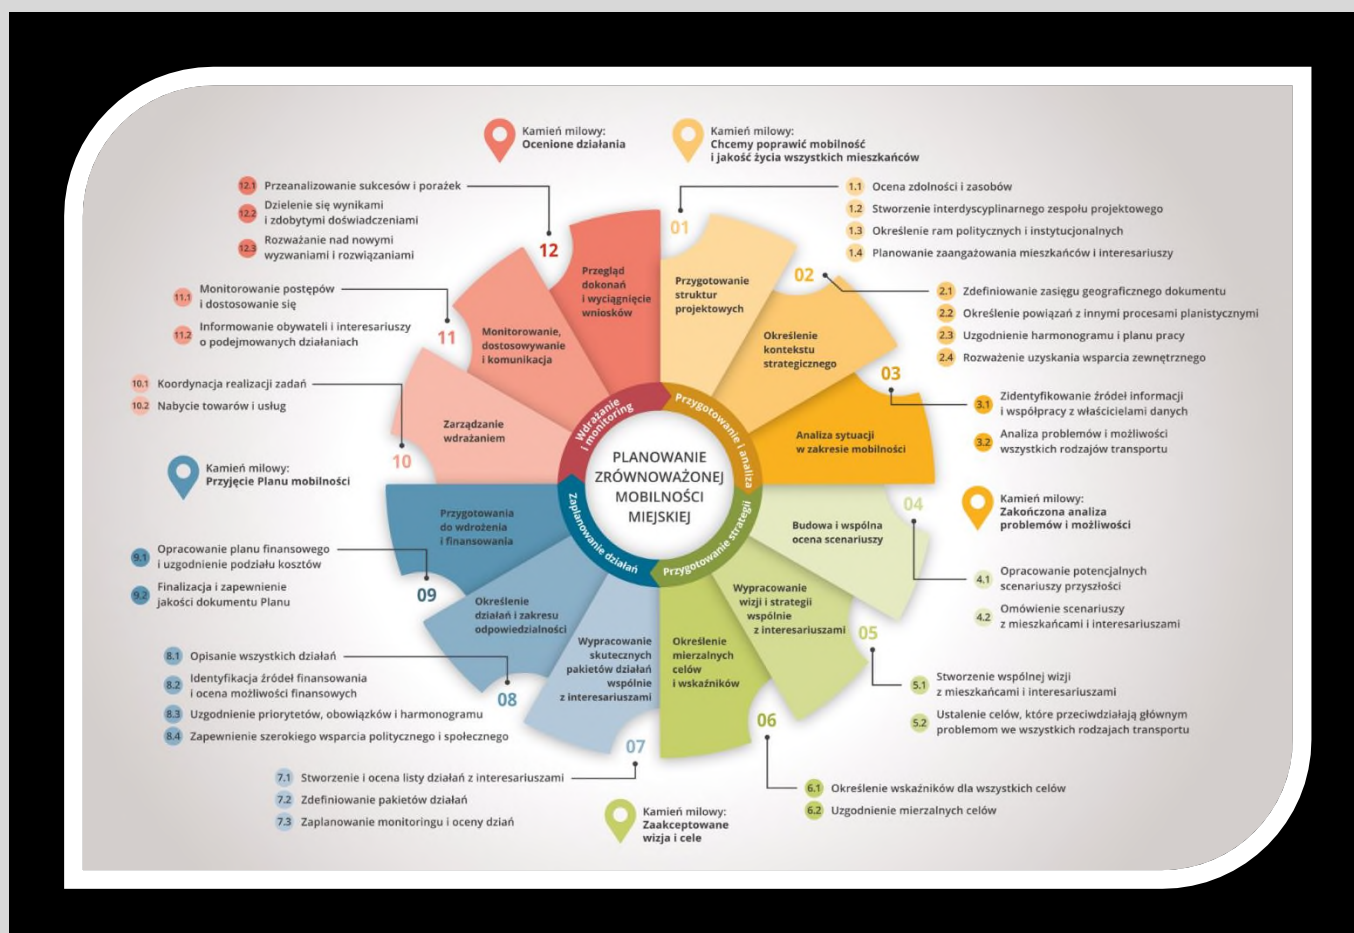 Kamień milowy:
Ocenione działania
Kamień milowy:
Chcemy poprawić mobilność
i jakość życia wszystkich mieszkańców
12.1 Przeanalizowanie sukcesów i porażek
12.2 Dzielenie się wynikami
i zdobytymi doświadczeniami
12.3 Rozważanie nad nowymi
wyzwaniami i rozwiązaniami
11.1 Monitorowanie postępów
i dostosowanie się
11.2 Informowanie obywateli i interesariuszy
o podejmowanych działaniach
10.1 Koordynacja realizacji zadań
10.2 Nabycie towarów i usług
Kamień milowy:
Przyjęcie Planu mobilności
9.1 Opracowanie planu finansowego
i uzgodnienie podziału kosztów
9.2 Finalizacja i zapewnienie
jakości dokumentu Planu
8.1 Opisanie wszystkich działań
8.2 Identyfikacja źródeł finansowania
i ocena możliwości finansowych
8.3 Uzgodnienie priorytetów, obowiązków i harmonogramu
8.4 Zapewnienie szerokiego wsparcia politycznego i społecznego
7.1 Stworzenie i ocena listy działań z interesariuszami
7.2 Zdefiniowanie pakietów działań
7.3 Zaplanowanie monitoringu i oceny dziań
Kamień milowy:
Zaakceptowane
wizja i cele
1.1 Ocena zdolności i zasobów
1.2 Stworzenie interdyscyplinarnego zespołu projektowego
1.3 Określenie ram politycznych i instytucjonalnych
1.4 Planowanie zaangażowania mieszkańców i interesariuszy
2.1 Zdefiniowanie zasięgu geograficznego dokumentu
2.2 Określenie powiązań z innymi procesami planistycznymi
2.3 Uzgodnienie harmonogramu i planu pracy
2.4 Rozważenie uzyskania wsparcia zewnętrznego
3.1 Zidentyfikowanie źródeł informacji
i współpracy z właścicielami danych
3.2 Analiza problemów i możliwości
wszystkich rodzajów transportu
Kamień milowy:
Zakończona analiza
problemów i możliwości
4.1 Opracowanie potencjalnych
scenariuszy przyszłości
4.2 Omówienie scenariuszy
z mieszkańcami i interesariuszami
5.1 Stworzenie wspólnej wizji
z mieszkańcami i interesariuszami
5.2 Ustalenie celów, które przeciwdziałają głównym
problemom we wszystkich rodzajach transportu
6.1 Określenie wskaźników dla wszystkich celów
6.2 Uzgodnienie mierzalnych celów
01
Przygotowanie
struktur
projektowych
02
Określenie
kontekstu
strategicznego
03
Analiza sytuacji
w zakresie mobilności
04
Budowa i wspólna
ocena scenariuszy
05
Wypracowanie
wizji i strategii
wspólnie
z interesariuszami
06
Określenie
mierzalnych
celów
i wskaźników
07
Wypracowanie
skutecznych
pakietów działań
wspólnie
z interesariuszami
08
Określenie
działań i zakresu
odpowiedzialności
09
Przygotowania
do wdrożenia
i finansowania
10
Zarządzanie
wdrażaniem
11
Monitorowanie,
dostosowywanie
i komunikacja
12
Przegląd
dokonań
i wyciągnięcie
wniosków
Przygotowanie i analiza
Przygotowanie strategii
Zaplanowanie działań
Wdrażanie
i monitoring
PLANOWANIE
ZRÓWNOWAŻONEJ
MOBILNOŚCI
MIEJSKIEJ